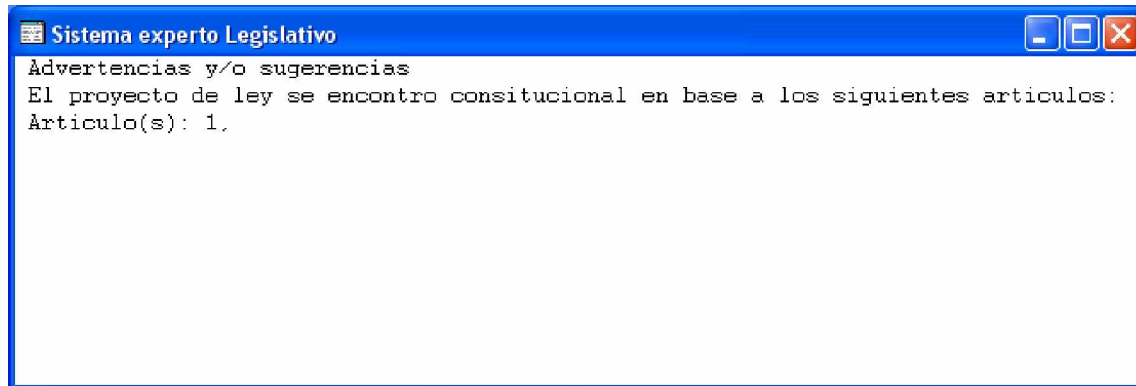 Sistema experto Legislativo
Advertencias y/o sugerencias
El proyecto de ley se encontro consitucional en base a los siguientes articulos:
Articulo(s): 1,